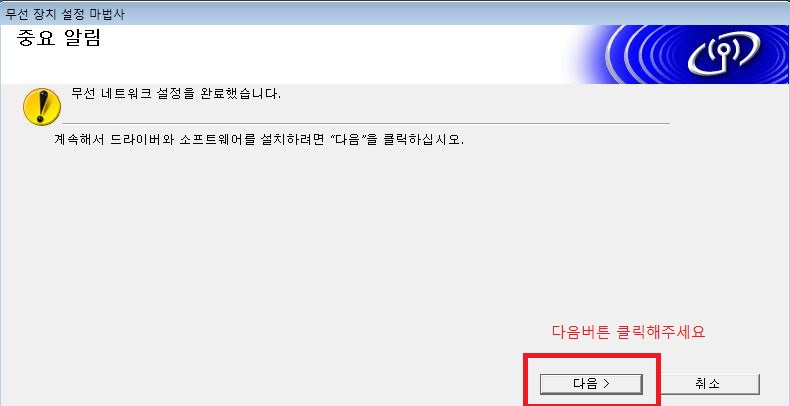 무선 장치 설정 마법사
중요 알림
무선 네트워크 설정을 완료했습니다.
계속해서 드라이버와 소프트웨어를 설치하려면 “다음”을 클릭하십시오.
다음버튼 클릭해주세요
다음 >
취소